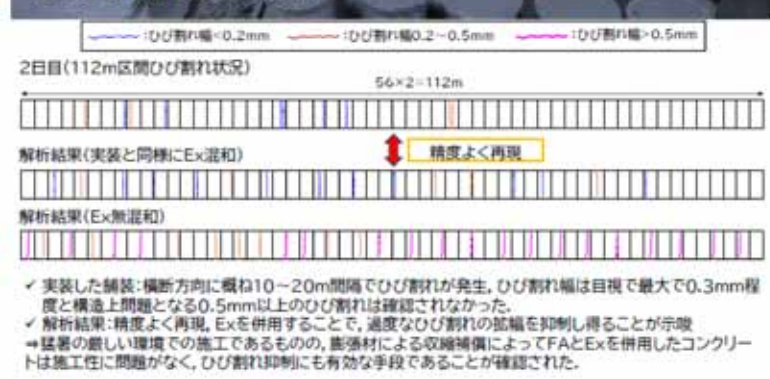 :ひび割れ幅<0.2mm :ひび割れ幅0.2~0.5mm :ひび割れ幅>0.5mm
2日目(112m区間ひび割れ状況)
56×2=112m
解析結果(実装と同様にEx混和)
精度よく再現
解析結果(Ex無混和)
✓ 実装した舗装:横断方向に概ね10~20m間隔でひび割れが発生, ひび割れ幅は目視で最大で0.3mm程
度と構造上問題となる0.5mm以上のひび割れは確認されなかった.
✓ 解析結果:精度よく再現, Exを併用することで, 過度なひび割れの拡幅を抑制し得ることが示唆
⇒猛暑の厳しい環境での施工であるものの, 膨張材による収縮補償によってFAとExを併用したコンクリー
トは施工性に問題がなく, ひび割れ抑制にも有効な手段であることが確認された.